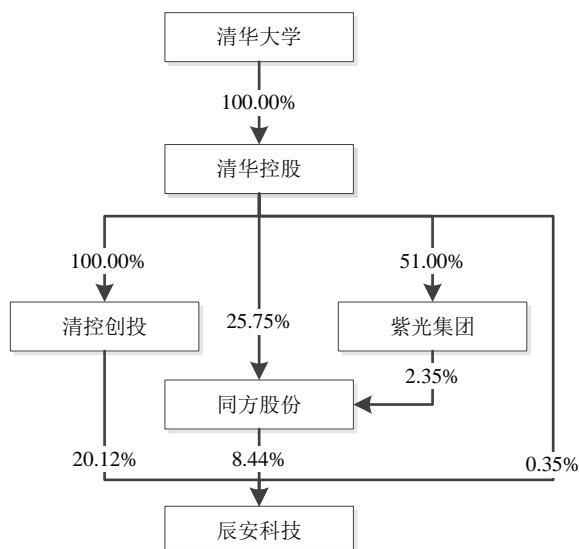 清华大学
100.00%
清华控股
100.00%
51.00%
清控创投
25.75%
紫光集团
2.35%
同方股份
20.12%
8.44%
0.35%
辰安科技